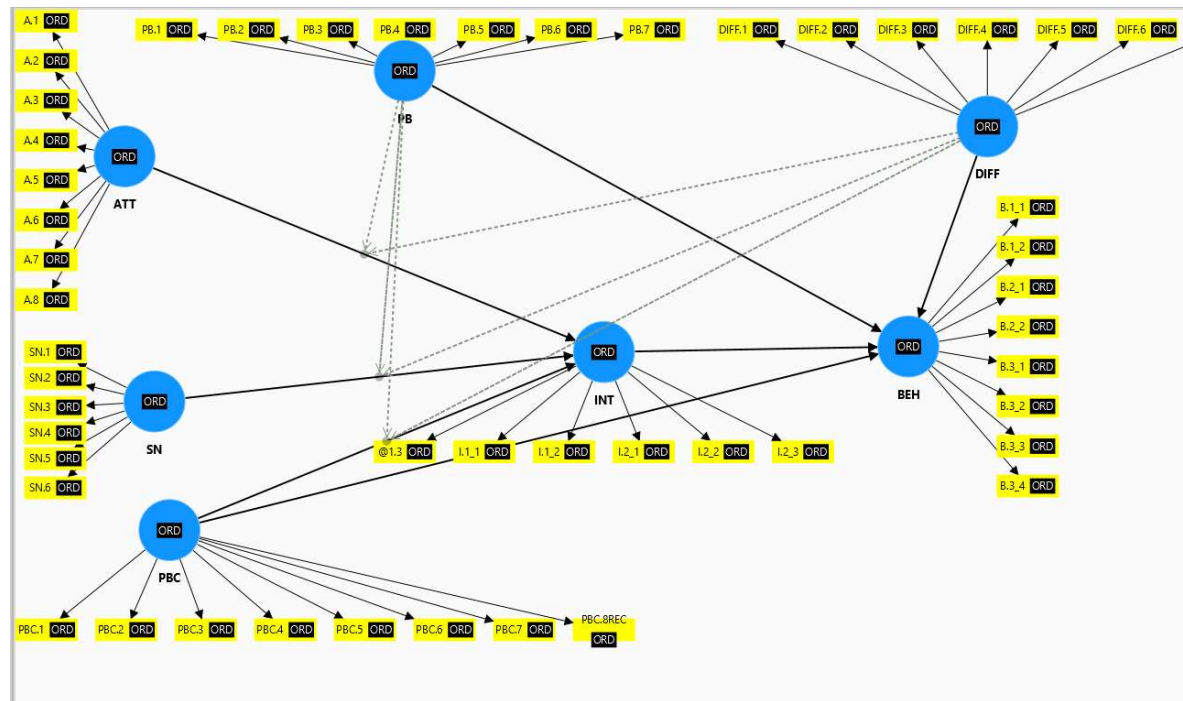 A.1 ORD
A.2 ORD
A.3 ORD
A.4 ORD
A.5 ORD
A.6 ORD
A.7 ORD
A.8 ORD
ORD
ATT
PB.1 ORD
PB.2 ORD
PB.3 ORD
PB.4 ORD
PB.5 ORD
PB.6 ORD
PB.7 ORD
ORD
PB
DIFF.1 ORD
DIFF.2 ORD
DIFF.3 ORD
DIFF.4 ORD
DIFF.5 ORD
DIFF.6 ORD
ORD
DIFF
SN.1 ORD
SN.2 ORD
SN.3 ORD
SN.4 ORD
SN.5 ORD
SN.6 ORD
ORD
SN
ORD
INT
@1.3 ORD
I.1_1 ORD
I.1_2 ORD
I.2_1 ORD
I.2_2 ORD
I.2_3 ORD
ORD
BEH
B.1_1 ORD
B.1_2 ORD
B.2_1 ORD
B.2_2 ORD
B.3_1 ORD
B.3_2 ORD
B.3_3 ORD
B.3_4 ORD
ORD
PBC
PBC.1 ORD
PBC.2 ORD
PBC.3 ORD
PBC.4 ORD
PBC.5 ORD
PBC.6 ORD
PBC.7 ORD
PBC.8REC
ORD